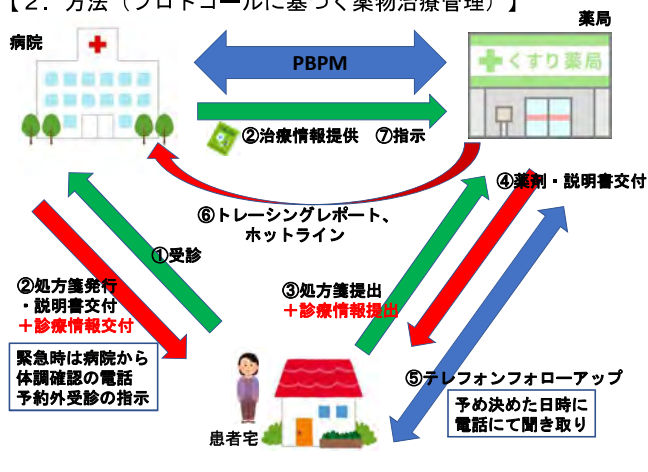 【2．方法（プロトコールに基づく薬物治療管理）】
薬局
病院
PBPM
くすり薬局
②治療情報提供　⑦指示
④薬剤・説明書交付
⑥トレーシングレポート、
ホットライン
①受診
②処方箋発行
・説明書交付
＋診療情報交付
③処方箋提出
＋診療情報提出
緊急時は病院から
体調確認の電話
予約外受診の指示
⑤テレフォンフォローアップ
予め決めた日時に
電話にて聞き取り
患者宅